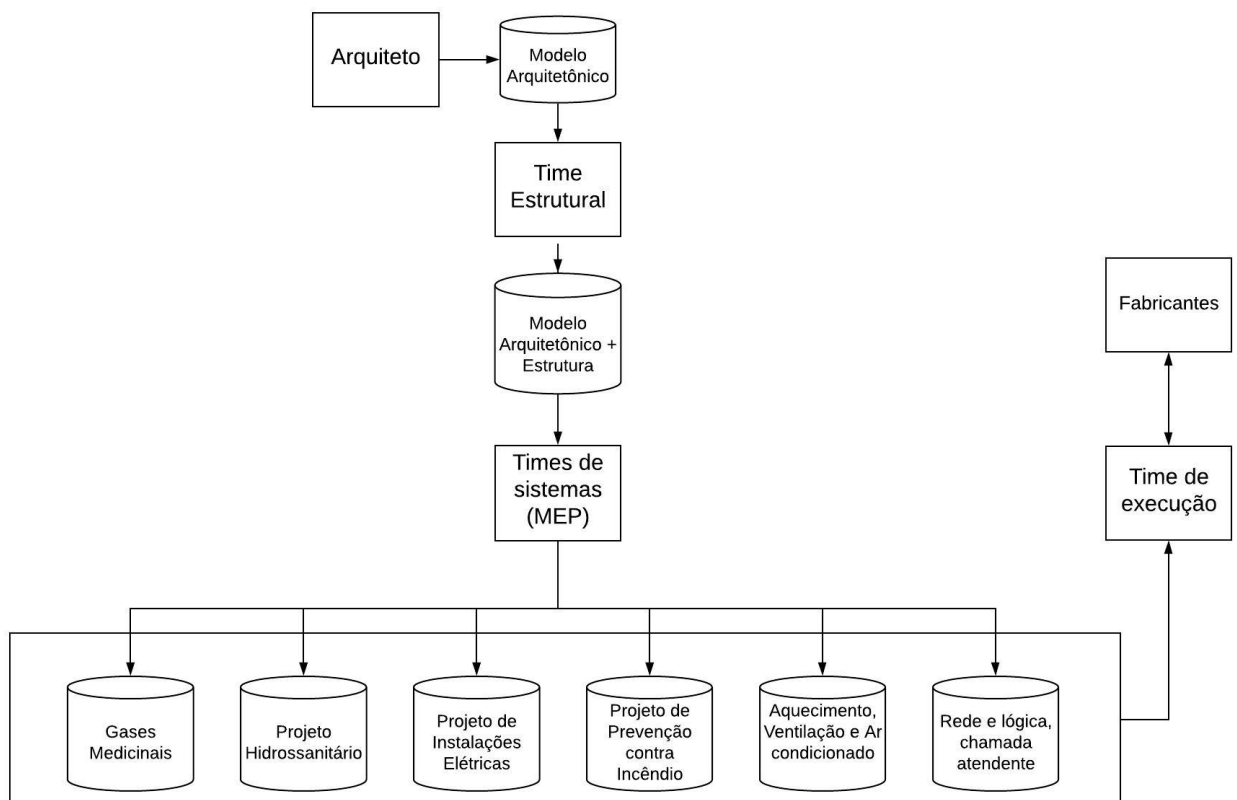 Arquiteto
Modelo
Arquitetônico
Time
Estrutural
Modelo
Arquitetônico +
Estrutura
Fabricantes
Times de
sistemas
(MEP)
Time de
execução
Gases
Medicinais
Projeto
Hidrossanitário
Projeto de
Instalações
Elétricas
Projeto de
Prevenção
contra
Incêndio
Aquecimento,
Ventilação e Ar
condicionado
Rede e lógica,
chamada
atendente